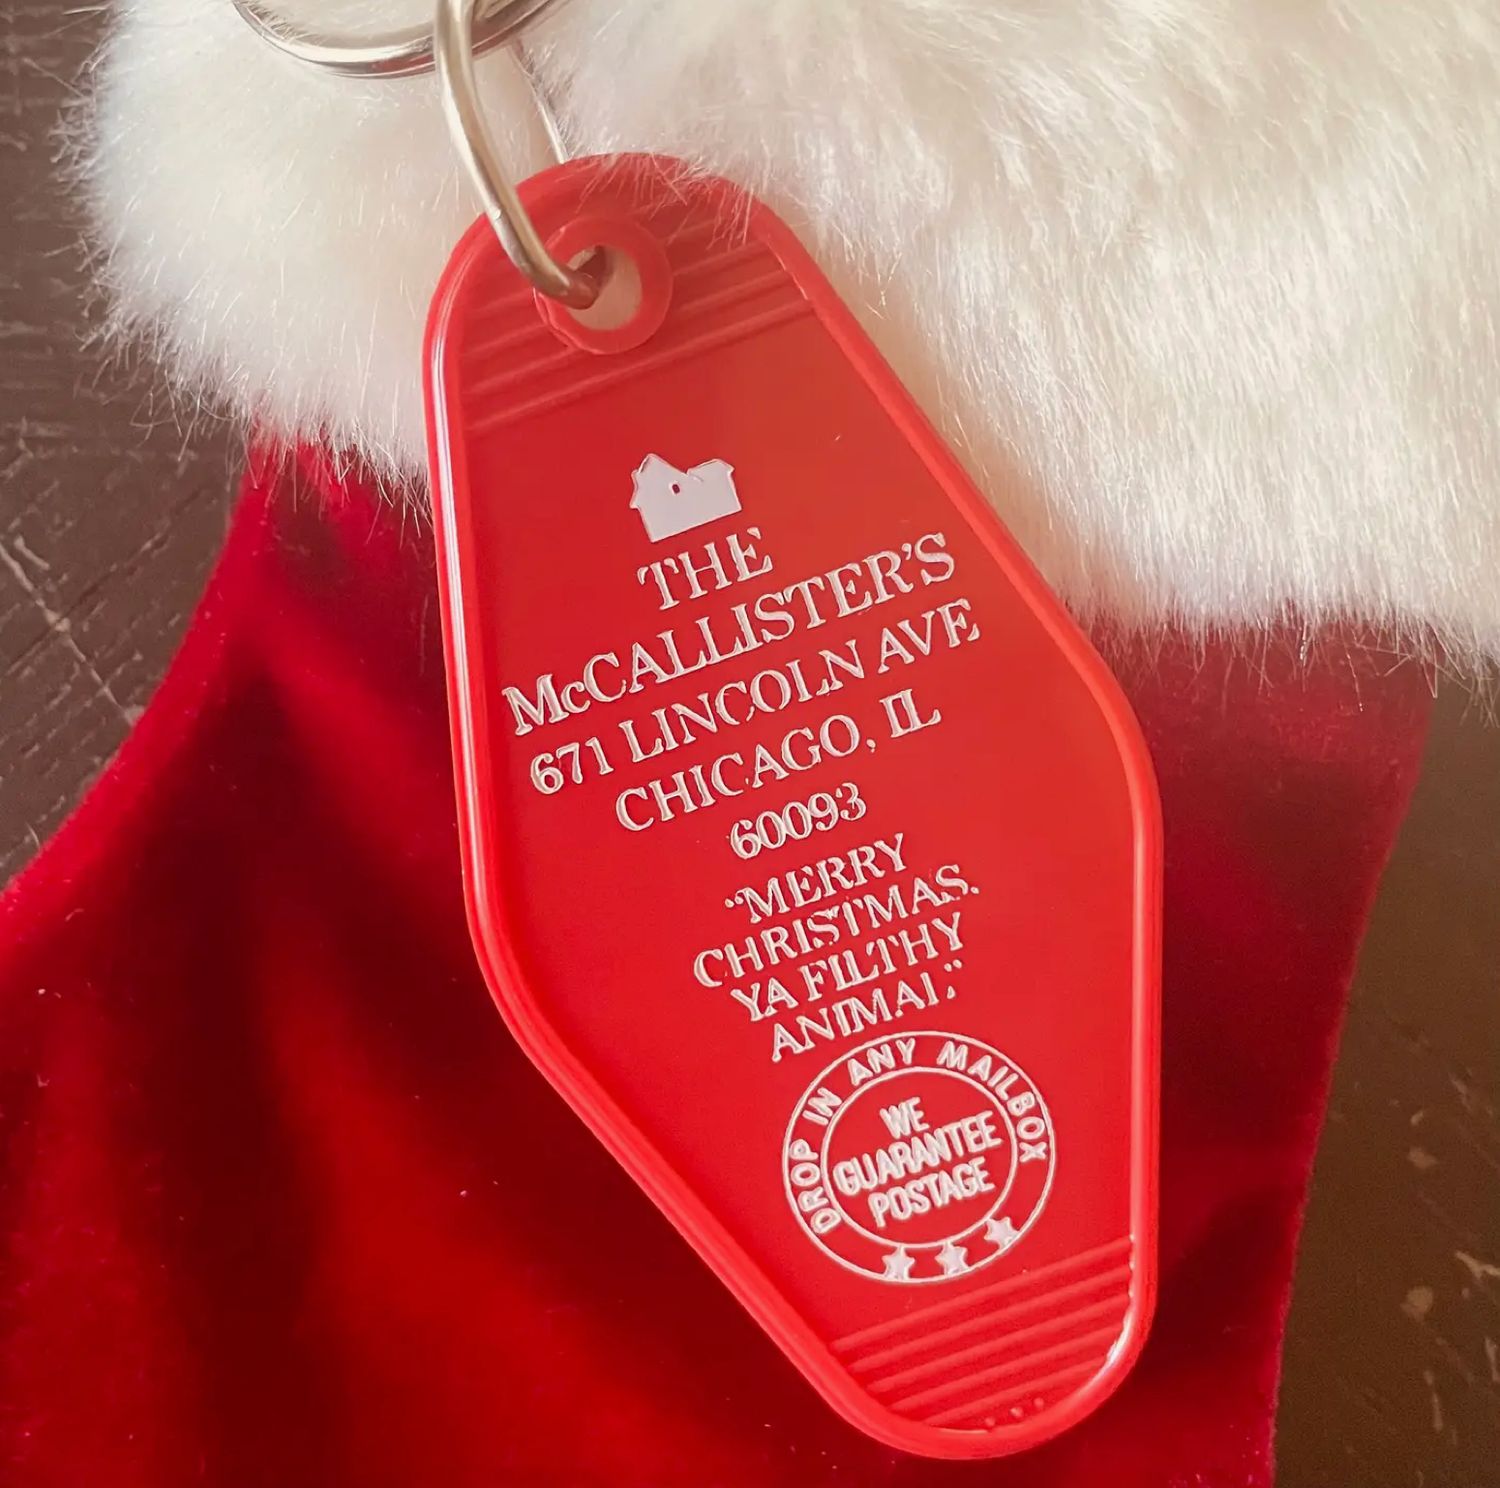 THE
McCALLISTER'S
671 LINCOLN AVE
CHICAGO, IL
60093
“MERRY
CHRISTMAS.
YA FILTHY
ANIMAL”
DROP IN ANY MAILBOX
WE
GUARANTEE
POSTAGE